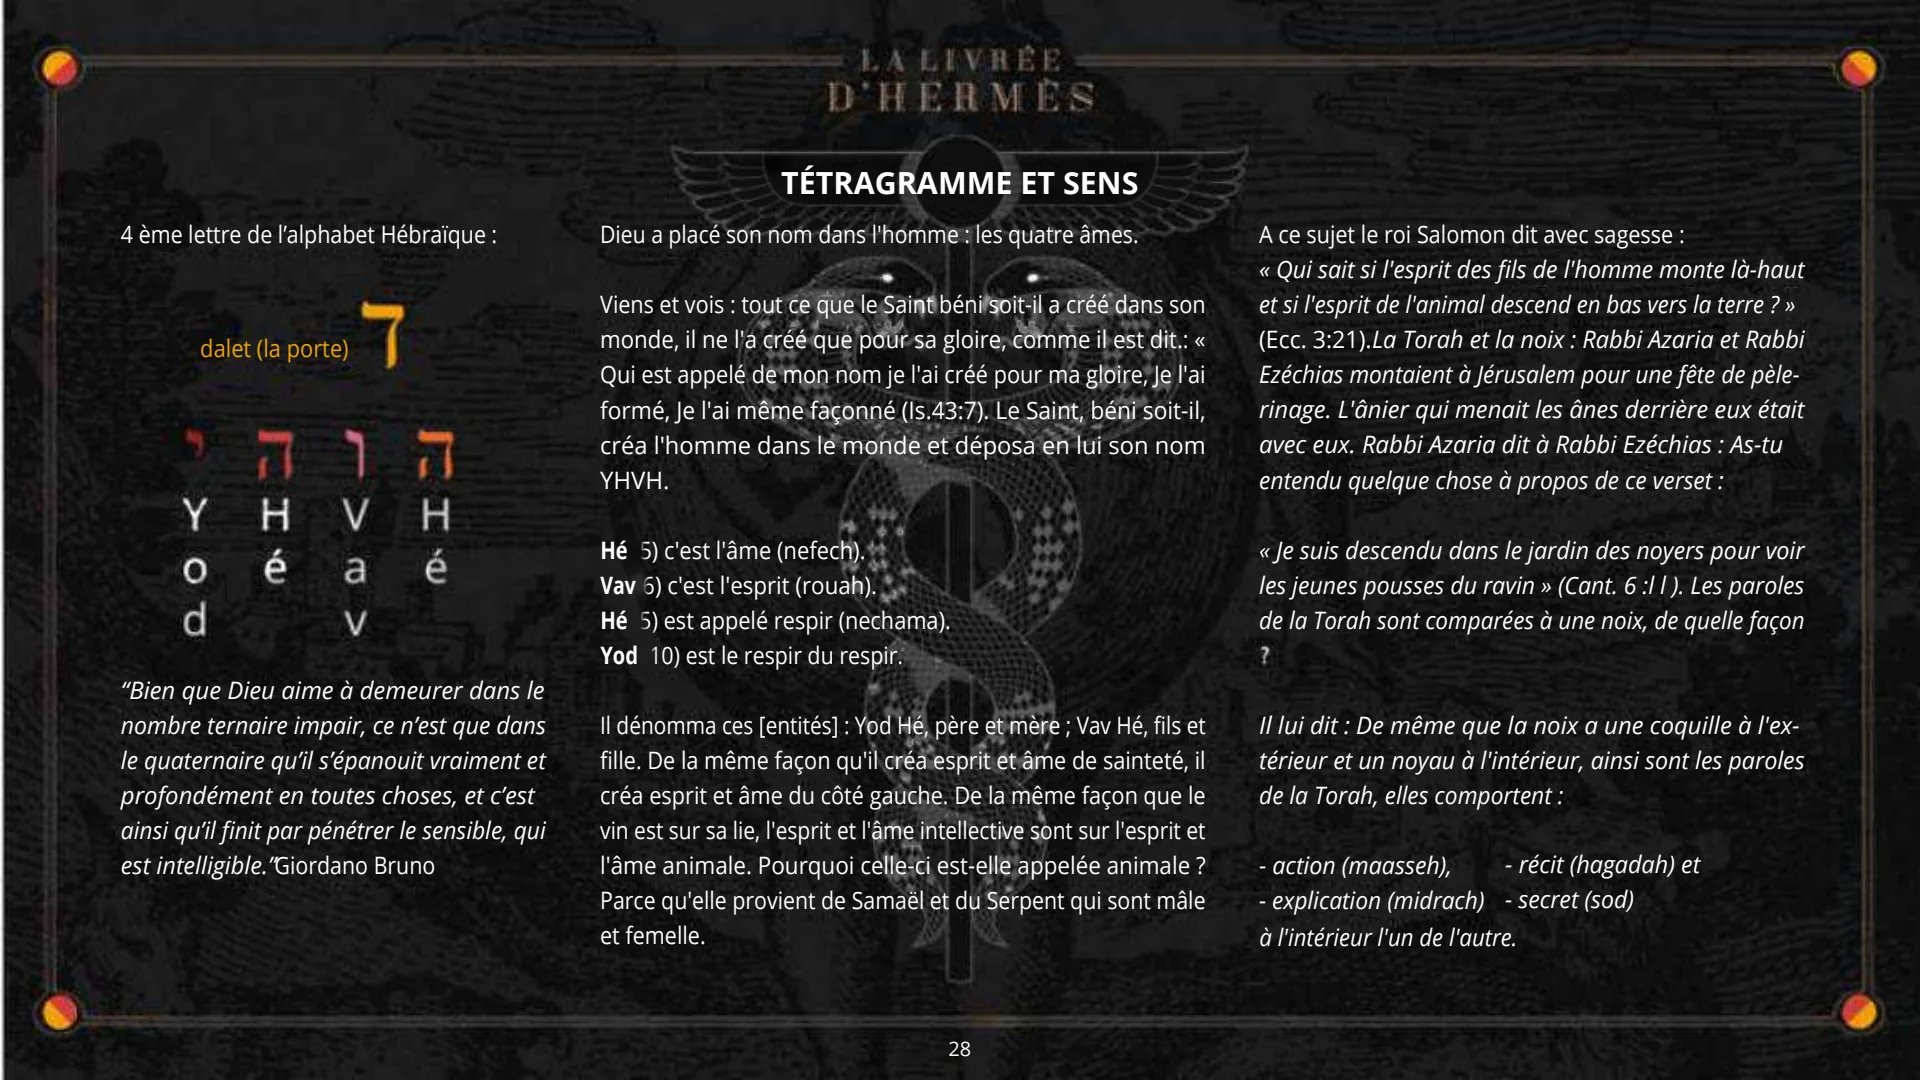 LA LIVRÉE
D'HERMÈS
TÉTRAGRAMME ET SENS
4 ème lettre de l’alphabet Hébraïque :
dalet (la porte) ד
י ה ו ה
Y H V H
o é a é
d v
“Bien que Dieu aime à demeurer dans le
nombre ternaire impair, ce n’est que dans
le quaternaire qu’il s’épanouit vraiment et
profondément en toutes choses, et c’est
ainsi qu’il finit par pénétrer le sensible, qui
est intelligible.”Giordano Bruno
Dieu a placé son nom dans l'homme : les quatre âmes.
Viens et vois : tout ce que le Saint béni soit-il a créé dans son
monde, il ne l'a créé que pour sa gloire, comme il est dit.: «
Qui est appelé de mon nom je l'ai créé pour ma gloire, Je l'ai
formé, Je l'ai même façonné (Is.43:7). Le Saint, béni soit-il,
créa l'homme dans le monde et déposa en lui son nom
YHVH.
Hé 5) c'est l'âme (nefech).
Vav 6) c'est l'esprit (rouah).
Hé 5) est appelé respir (nechama).
Yod 10) est le respir du respir.
Il dénomma ces [entités] : Yod Hé, père et mère ; Vav Hé, fils et
fille. De la même façon qu'il créa esprit et âme de sainteté, il
créa esprit et âme du côté gauche. De la même façon que le
vin est sur sa lie, l'esprit et l'âme intellective sont sur l'esprit et
l'âme animale. Pourquoi celle-ci est-elle appelée animale ?
Parce qu'elle provient de Samaël et du Serpent qui sont mâle
et femelle.
A ce sujet le roi Salomon dit avec sagesse :
« Qui sait si l'esprit des fils de l'homme monte là-haut
et si l'esprit de l'animal descend en bas vers la terre ? »
(Ecc. 3:21).La Torah et la noix : Rabbi Azaria et Rabbi
Ezéchias montaient à Jérusalem pour une fête de pèle-
rinage. L'ânier qui menait les ânes derrière eux était
avec eux. Rabbi Azaria dit à Rabbi Ezéchias : As-tu
entendu quelque chose à propos de ce verset :
« Je suis descendu dans le jardin des noyers pour voir
les jeunes pousses du ravin » (Cant. 6 :l l ). Les paroles
de la Torah sont comparées à une noix, de quelle façon
?
Il lui dit : De même que la noix a une coquille à l'ex-
térieur et un noyau à l'intérieur, ainsi sont les paroles
de la Torah, elles comportent :
- action (maasseh), - récit (hagadah) et
- explication (midrach) - secret (sod)
à l'intérieur l'un de l'autre.
28